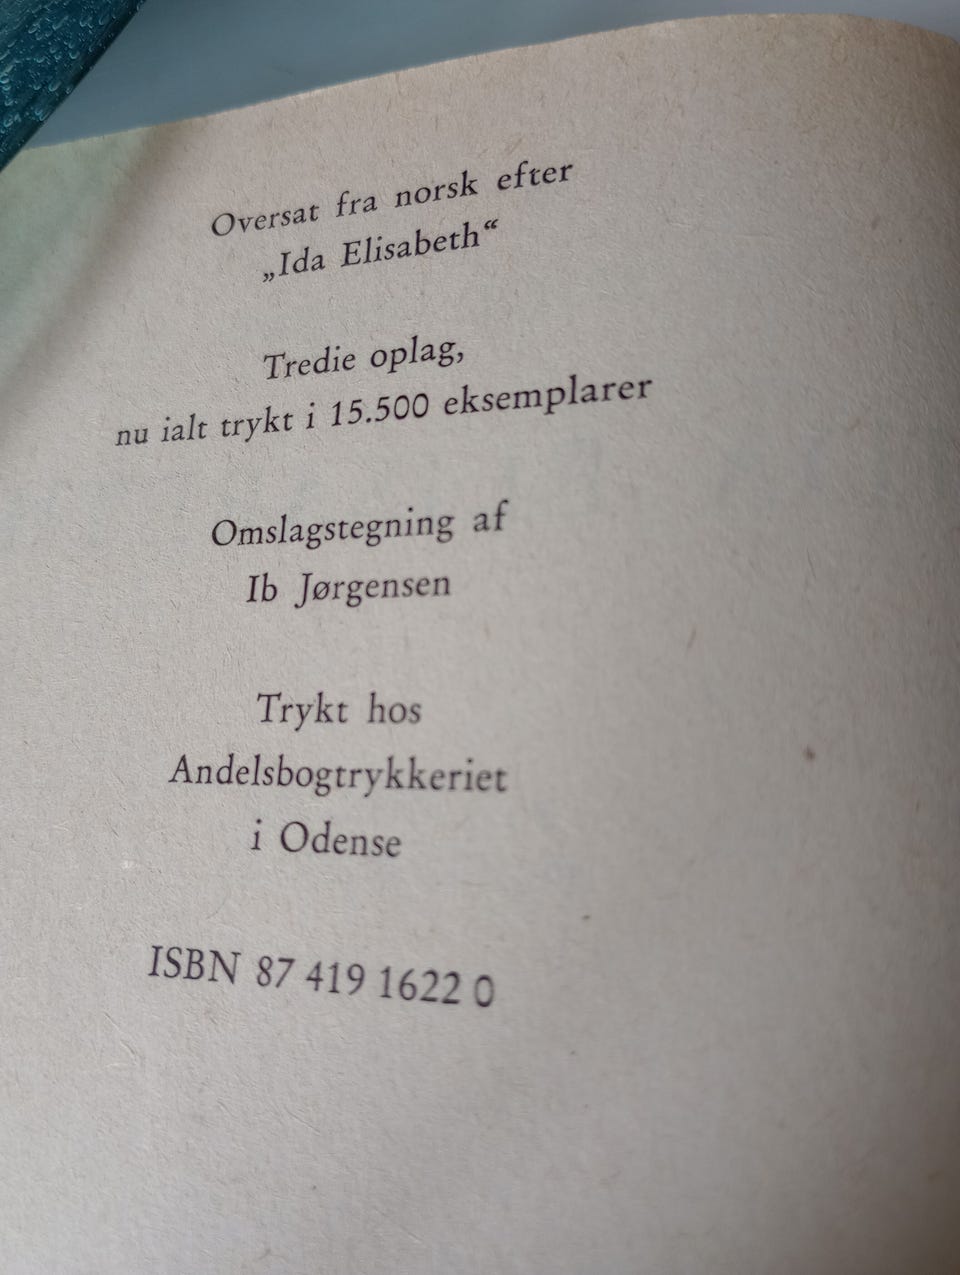 Oversat fra norsk efter
„Ida Elisabeth“
Tredie oplag,
nu ialt trykt i 15.500 eksemplarer
Omslagstegning af
Ib Jørgensen
Trykt hos
Andelsbogtrykkeriet
i Odense
ISBN 87 419 1622 0